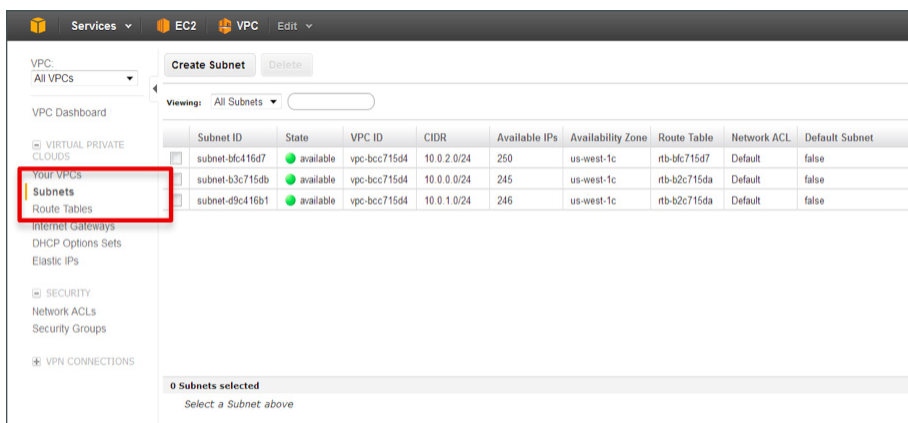 Services EC2 VPC Edit
VPC:
All VPCs
VPC Dashboard
VIRTUAL PRIVATE
CLOUDS
Your VPCs
Subnets
Route Tables
Internet Gateways
DHCP Options Sets
Elastic IPs
SECURITY
Network ACLs
Security Groups
VPN CONNECTIONS
Create Subnet Delete
Viewing: All Subnets
Subnet ID State VPC ID CIDR Available IPs Availability Zone Route Table Network ACL Default Subnet
subnet-bfc416d7 available vpc-bcc715d4 10.0.2.0/24 250 us-west-1c rtb-bfc715d7 Default false
subnet-b3c715db available vpc-bcc715d4 10.0.0.0/24 245 us-west-1c rtb-b2c715da Default false
subnet-d9c416b1 available vpc-bcc715d4 10.0.1.0/24 246 us-west-1c rtb-b2c715da Default false
0 Subnets selected
Select a Subnet above